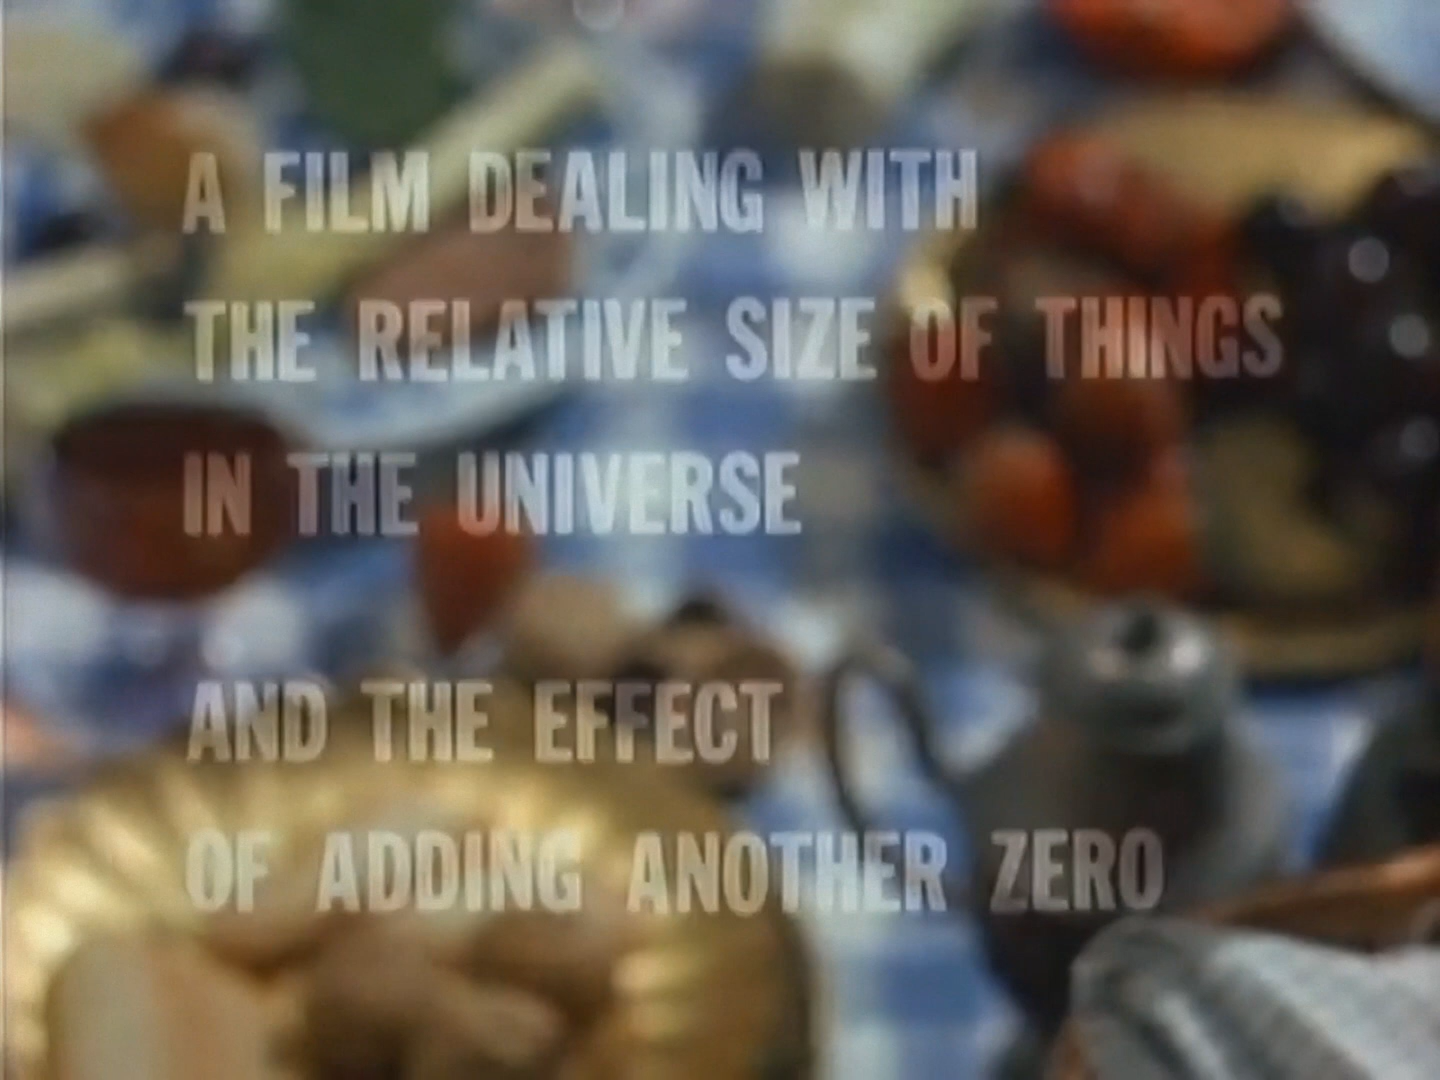 A FILM DEALING WITH
THE RELATIVE SIZE OF THINGS
IN THE UNIVERSE
AND THE EFFECT
OF ADDING ANOTHER ZERO